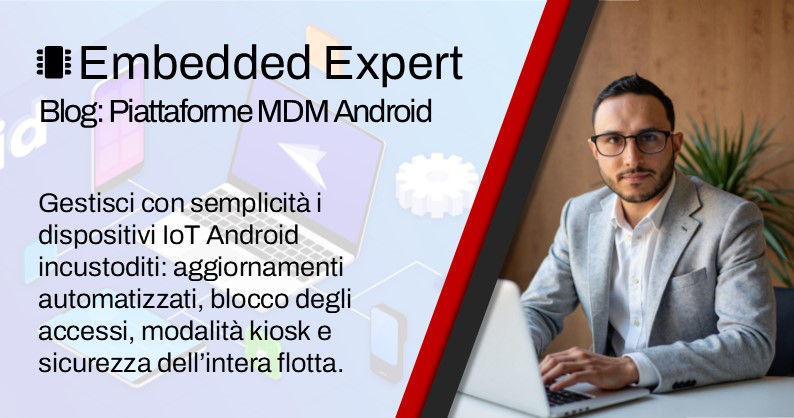 Embedded Expert
Blog: Piattaforme MDM Android
id
Gestisci con semplicità i
dispositivi IoT Android
incustoditi: aggiornamenti
automatizzati, blocco degli
accessi, modalità kiosk e
sicurezza dell’intera flotta.